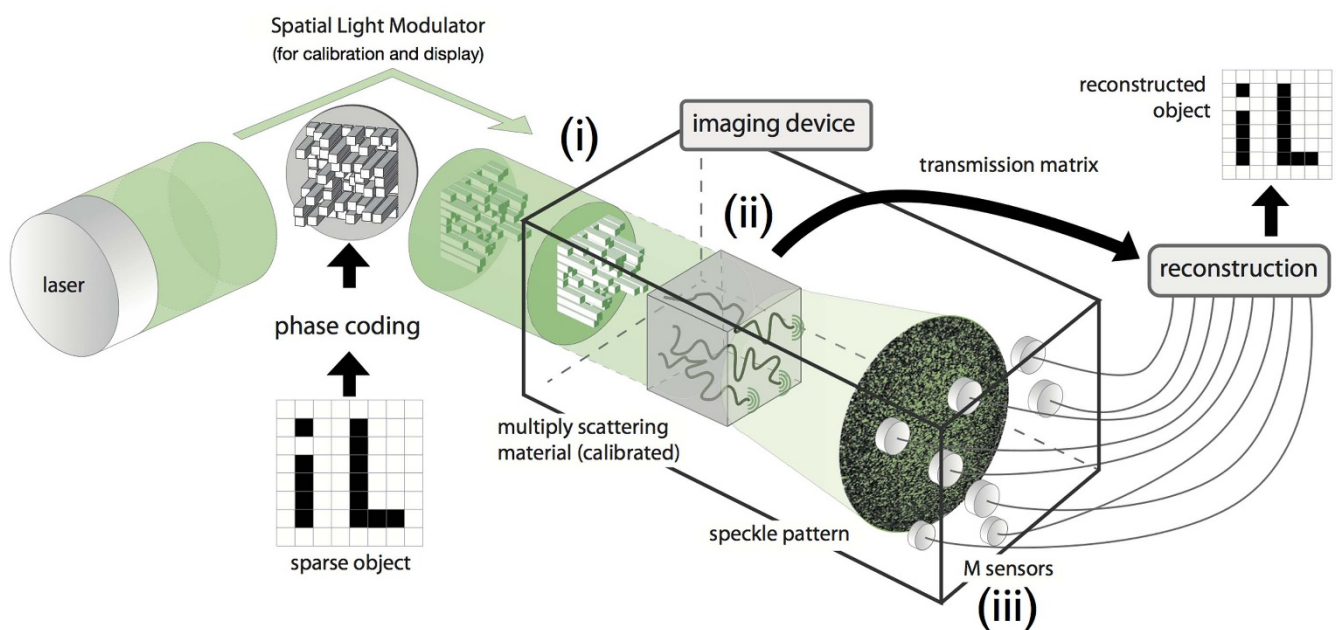 Spatial Light Modulator
(for calibration and display)
laser
phase coding
sparse object
(i)
imaging device
(ii)
multiply scattering
material (calibrated)
speckle pattern
M sensors
(iii)
transmission matrix
reconstruction
reconstructed
object